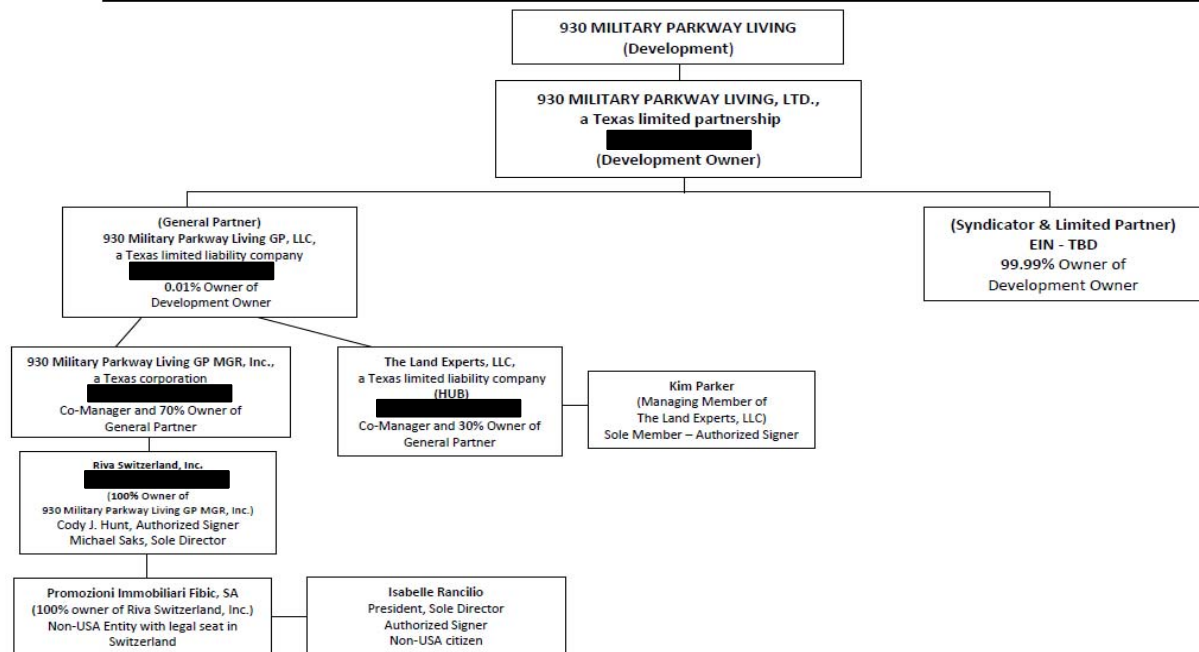 930 MILITARY PARKWAY LIVING
(Development)
930 MILITARY PARKWAY LIVING, LTD.,
a Texas limited partnership
(Development Owner)
(General Partner)
930 Military Parkway Living GP, LLC,
a Texas limited liability company
0.01% Owner of
Development Owner
(Syndicator & Limited Partner)
EIN - TBD
99.99% Owner of
Development Owner
930 Military Parkway Living GP MGR, Inc.,
a Texas corporation
Co-Manager and 70% Owner of
General Partner
The Land Experts, LLC,
a Texas limited liability company
(HUB)
Co-Manager and 30% Owner of
General Partner
Kim Parker
(Managing Member of
The Land Experts, LLC)
Sole Member – Authorized Signer
Riva Switzerland, Inc.
(100% Owner of
930 Military Parkway Living GP MGR, Inc.)
Cody J. Hunt, Authorized Signer
Michael Saks, Sole Director
Promozioni Immobiliari Fibic, SA
(100% owner of Riva Switzerland, Inc.)
Non-USA Entity with legal seat in
Switzerland
Isabelle Rancilio
President, Sole Director
Authorized Signer
Non-USA citizen